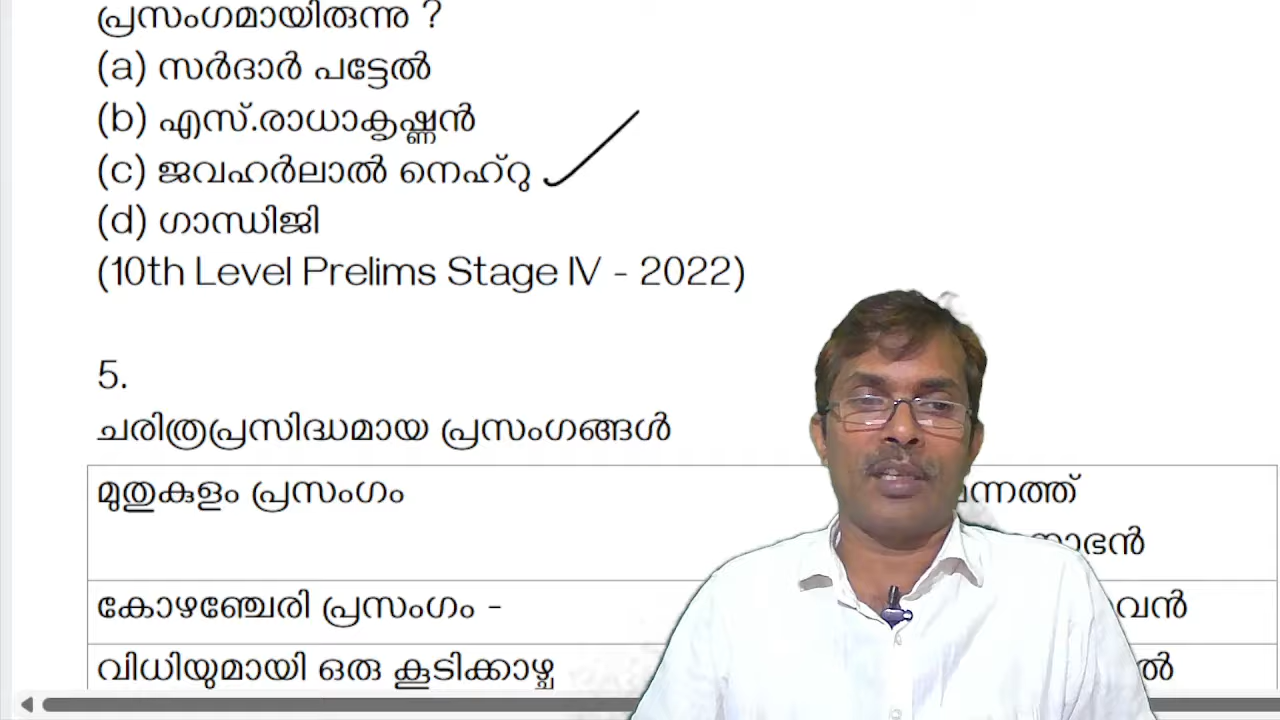 പ്രസംഗമായിരുന്നു ?
(a) സർദാർ പട്ടേൽ
(b) എസ്.രാധാകൃഷ്ണൻ
(c) ജവഹർലാൽ നെഹ്റു
(d) ഗാന്ധിജി
(10th Level Prelims Stage IV - 2022)
5.
ചരിത്രപ്രസിദ്ധമായ പ്രസംഗങ്ങൾ
മുതുകുളം പ്രസംഗം
കോഴഞ്ചേരി പ്രസംഗം -
വിധിയുമായി ഒരു കൂടിക്കാഴ്ച